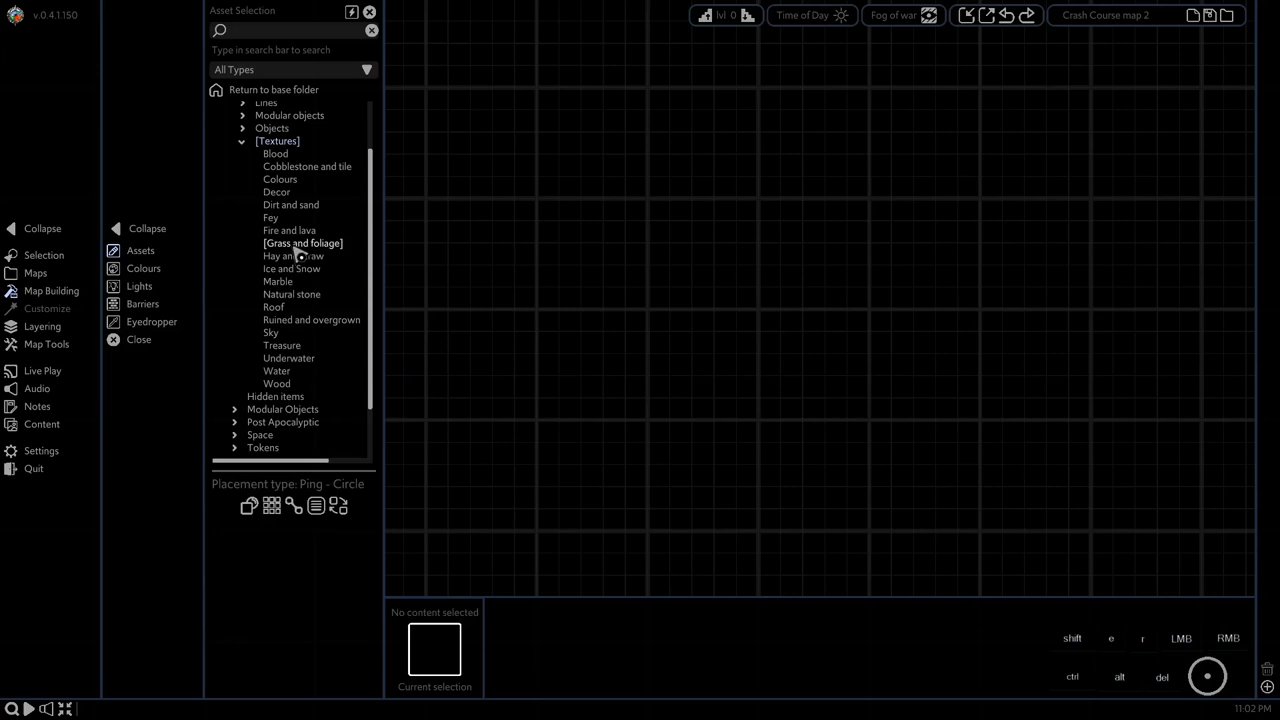 v.0.4.1.150
Asset Selection
lvl 0
Time of Day
Fog of war
Crash Course map 2
Type in search bar to search
All Types
Return to base folder
Lines
Modular objects
Objects
[Textures]
Blood
Cobblestone and tile
Colours
Decor
Dirt and sand
Fey
Fire and lava
[Grass and foliage]
Hay and straw
Ice and Snow
Marble
Natural stone
Roof
Ruined and overgrown
Sky
Treasure
Underwater
Water
Wood
Hidden items
Modular Objects
Post Apocalyptic
Space
Tokens
Placement type: Ping - Circle
Collapse
Selection
Maps
Map Building
Customize
Layering
Map Tools
Live Play
Audio
Notes
Content
Settings
Quit
Collapse
Assets
Colours
Lights
Barriers
Eyedropper
Close
No content selected
Current selection
shift e r LMB RMB
ctrl alt del
11:02 PM